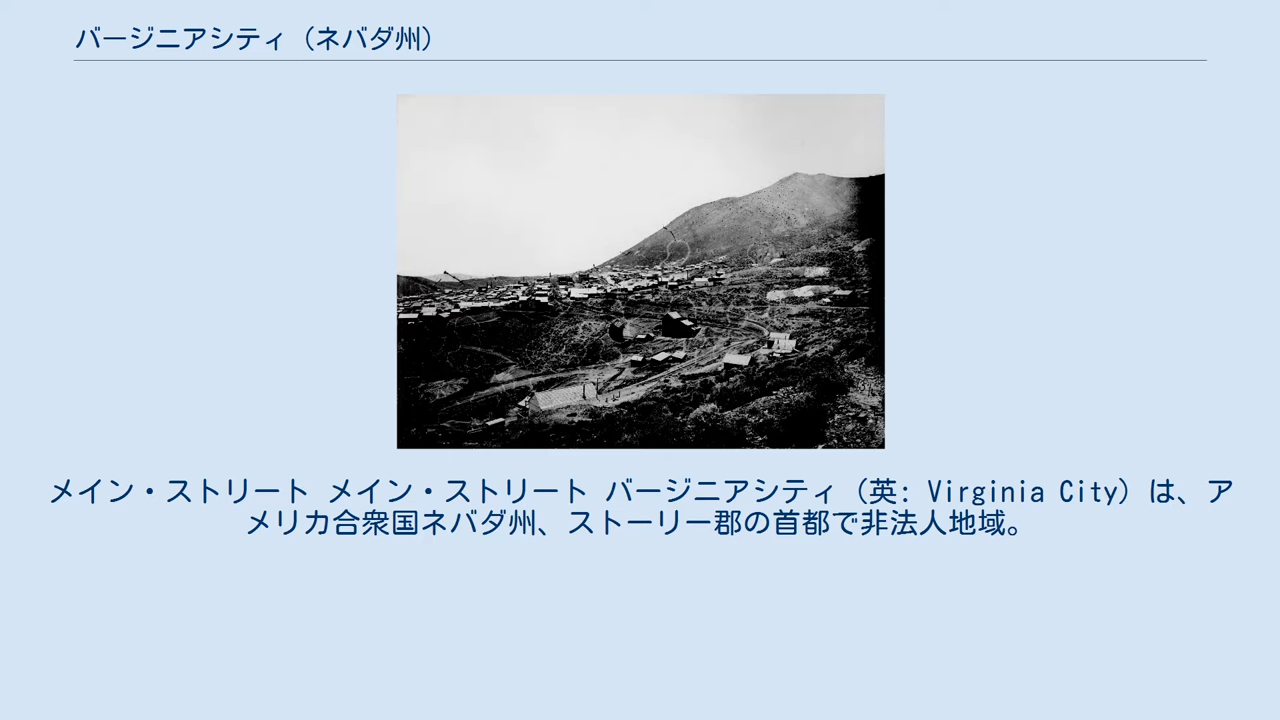 バージニアシティ（ネバダ州）
メイン・ストリート メイン・ストリート バージニアシティ（英: Virginia City）は、ア
メリカ合衆国ネバダ州、ストーリー郡の首都で非法人地域。